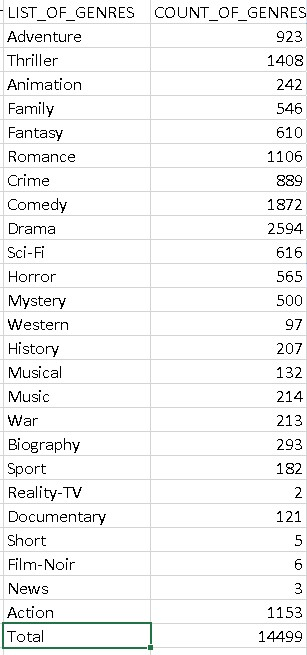 LIST_OF_GENRES COUNT_OF_GENRES
Adventure 923
Thriller 1408
Animation 242
Family 546
Fantasy 610
Romance 1106
Crime 889
Comedy 1872
Drama 2594
Sci-Fi 616
Horror 565
Mystery 500
Western 97
History 207
Musical 132
Music 214
War 213
Biography 293
Sport 182
Reality-TV 2
Documentary 121
Short 5
Film-Noir 6
News 3
Action 1153
Total 14499